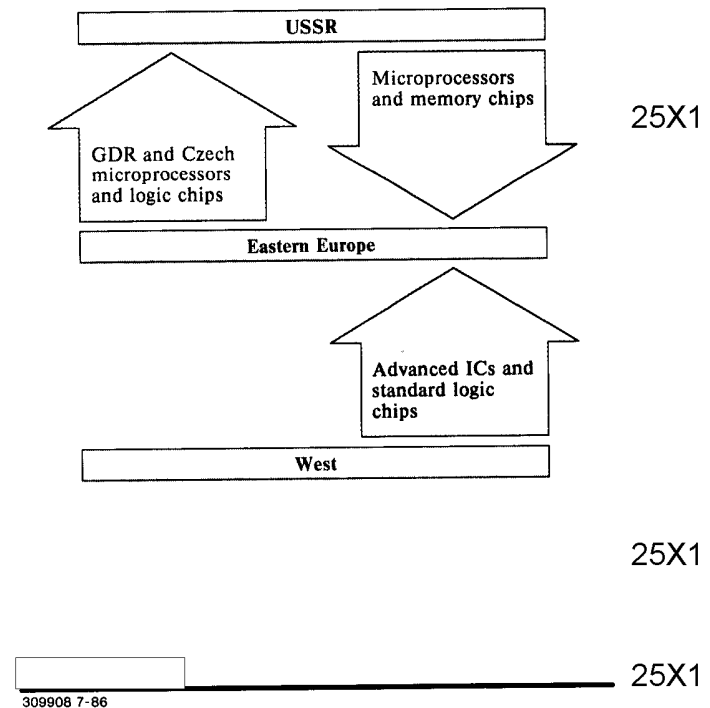 USSR
Microprocessors
and memory chips
25X1
GDR and Czech
microprocessors
and logic chips
Eastern Europe
Advanced ICs and
standard logic
chips
West
25X1
25X1
309908 7-86